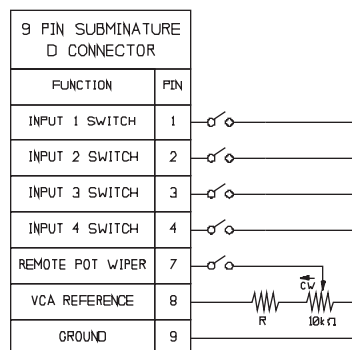 9 PIN SUBMINATURE
D CONNECTOR
FUNCTION PIN
INPUT 1 SWITCH 1
INPUT 2 SWITCH 2
INPUT 3 SWITCH 3
INPUT 4 SWITCH 4
REMOTE POT WIPER 7
CW
VCA REFERENCE 8
R 10kΩ
GROUND 9